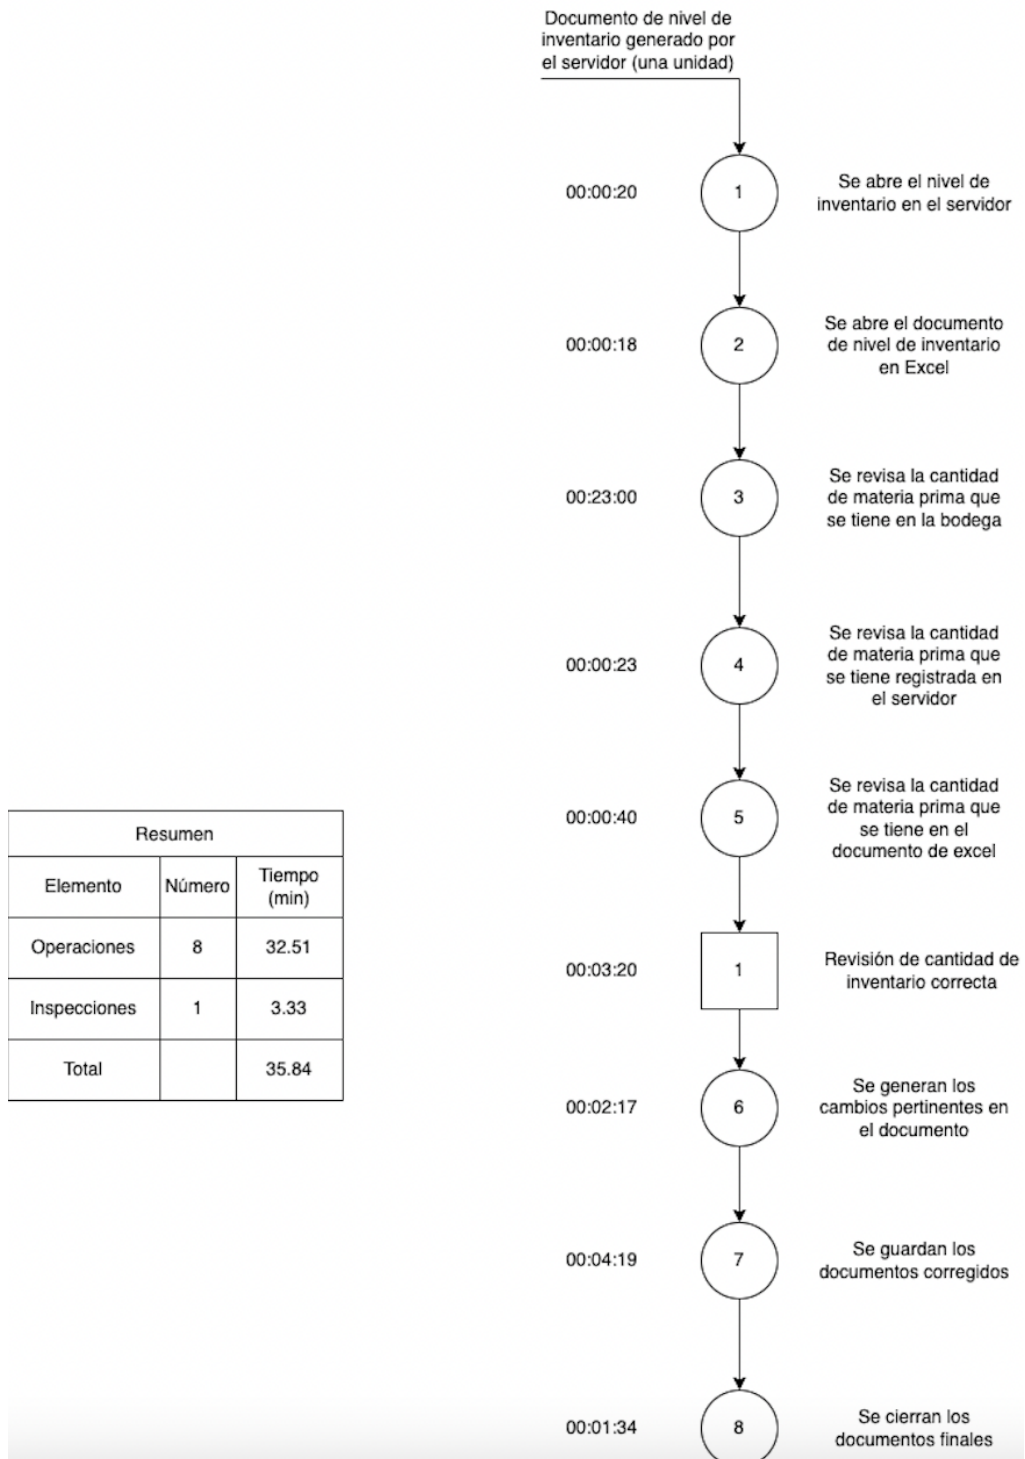 Documento de nivel de
inventario generado por
el servidor (una unidad)
00:00:20
1
Se abre el nivel de
inventario en el servidor
00:00:18
2
Se abre el documento
de nivel de inventario
en Excel
00:23:00
3
Se revisa la cantidad
de materia prima que
se tiene en la bodega
00:00:23
4
Se revisa la cantidad
de materia prima que
se tiene registrada en
el servidor
00:00:40
5
Se revisa la cantidad
de materia prima que
se tiene en el
documento de excel
00:03:20
1
Revisión de cantidad de
inventario correcta
00:02:17
6
Se generan los
cambios pertinentes en
el documento
00:04:19
7
Se guardan los
documentos corregidos
00:01:34
8
Se cierran los
documentos finales
Resumen
Elemento Número Tiempo
(min)
Operaciones 8 32.51
Inspecciones 1 3.33
Total 35.84